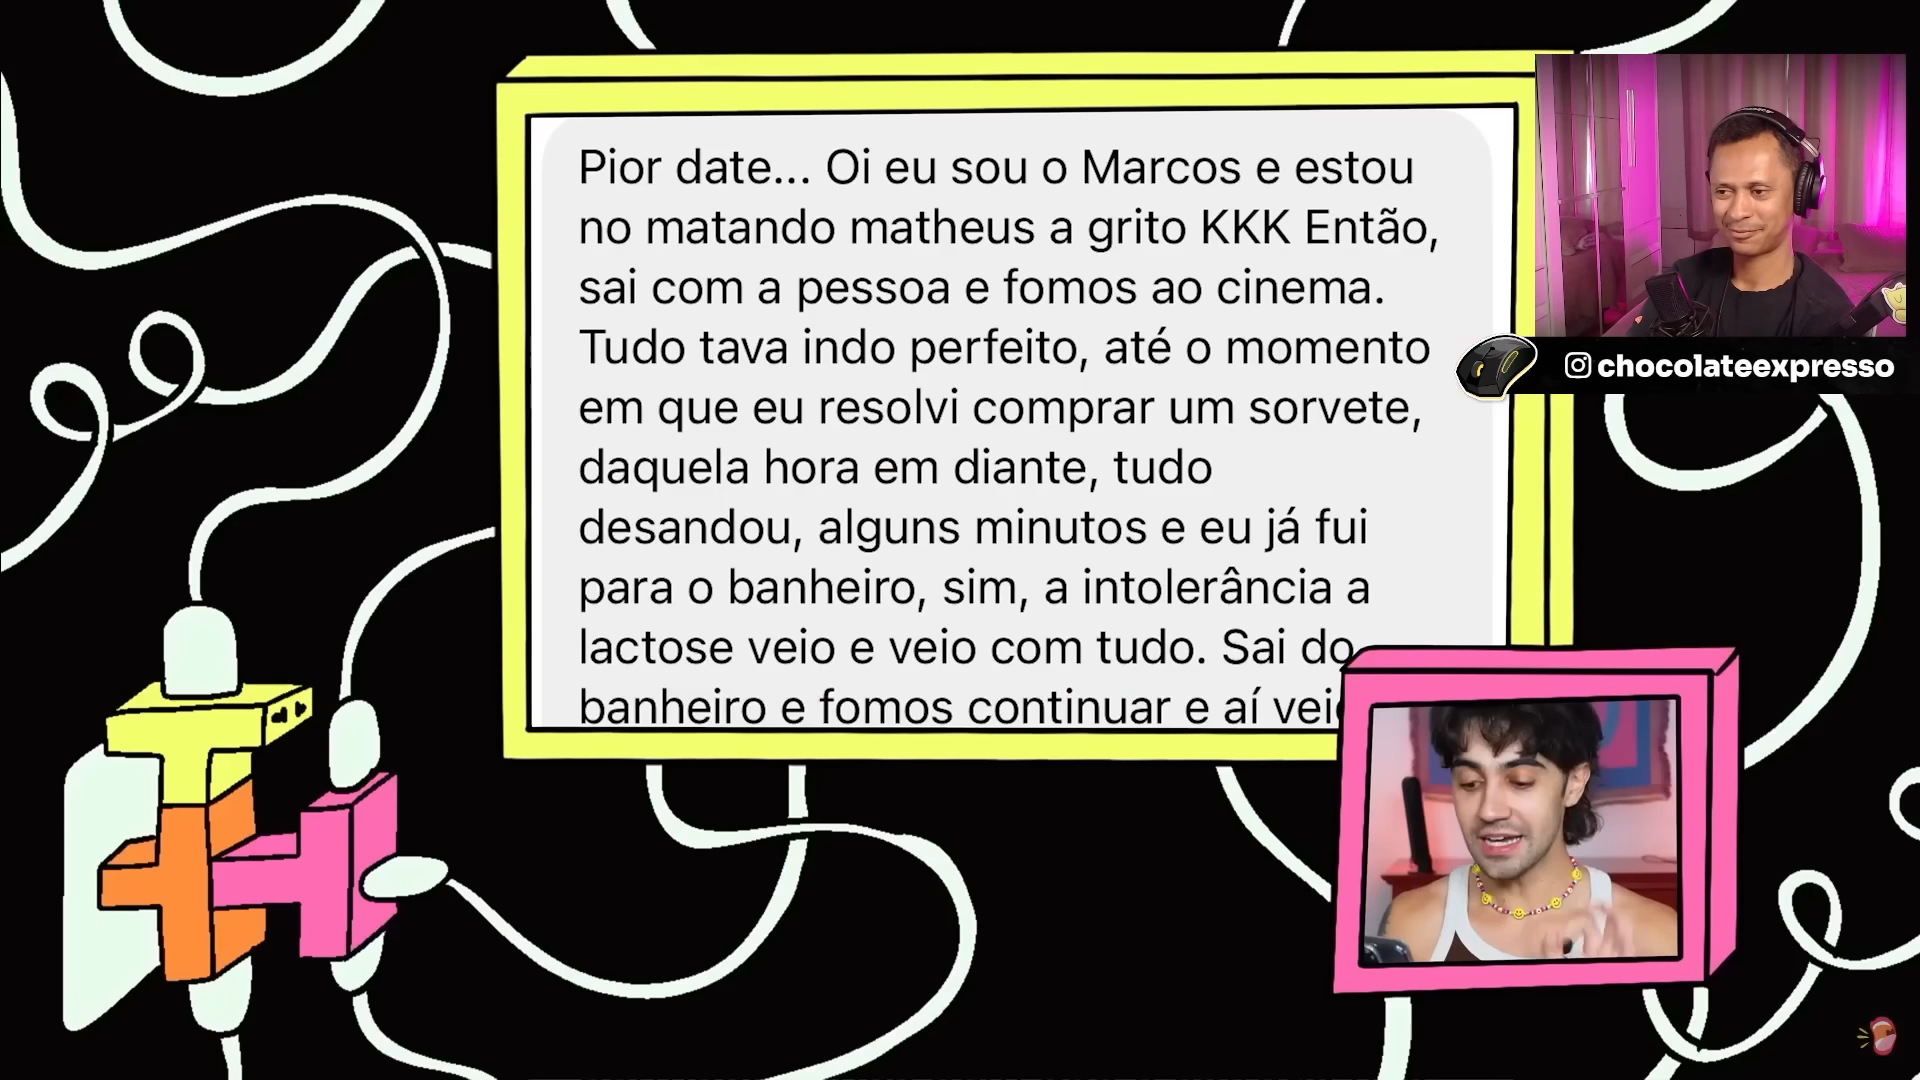 Pior date... Oi eu sou o Marcos e estou
no matando matheus a grito KKK Então,
sai com a pessoa e fomos ao cinema.
Tudo tava indo perfeito, até o momento
em que eu resolvi comprar um sorvete,
daquela hora em diante, tudo
desandou, alguns minutos e eu já fui
para o banheiro, sim, a intolerância a
lactose veio e veio com tudo. Sai do
banheiro e fomos continuar e aí
chocolateexpresso